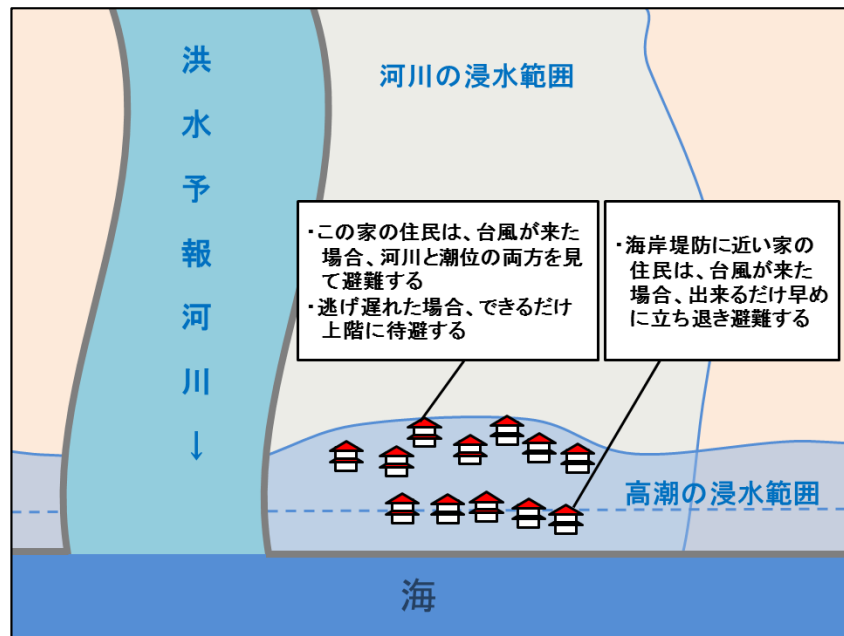 洪水予報河川↓
河川の浸水範囲
・この家の住民は、台風が来た
場合、河川と潮位の両方を見
て避難する
・逃げ遅れた場合、できるだけ
上階に待避する
・海岸堤防に近い家の
住民は、台風が来た
場合、出来るだけ早め
に立ち退き避難する
高潮の浸水範囲
海